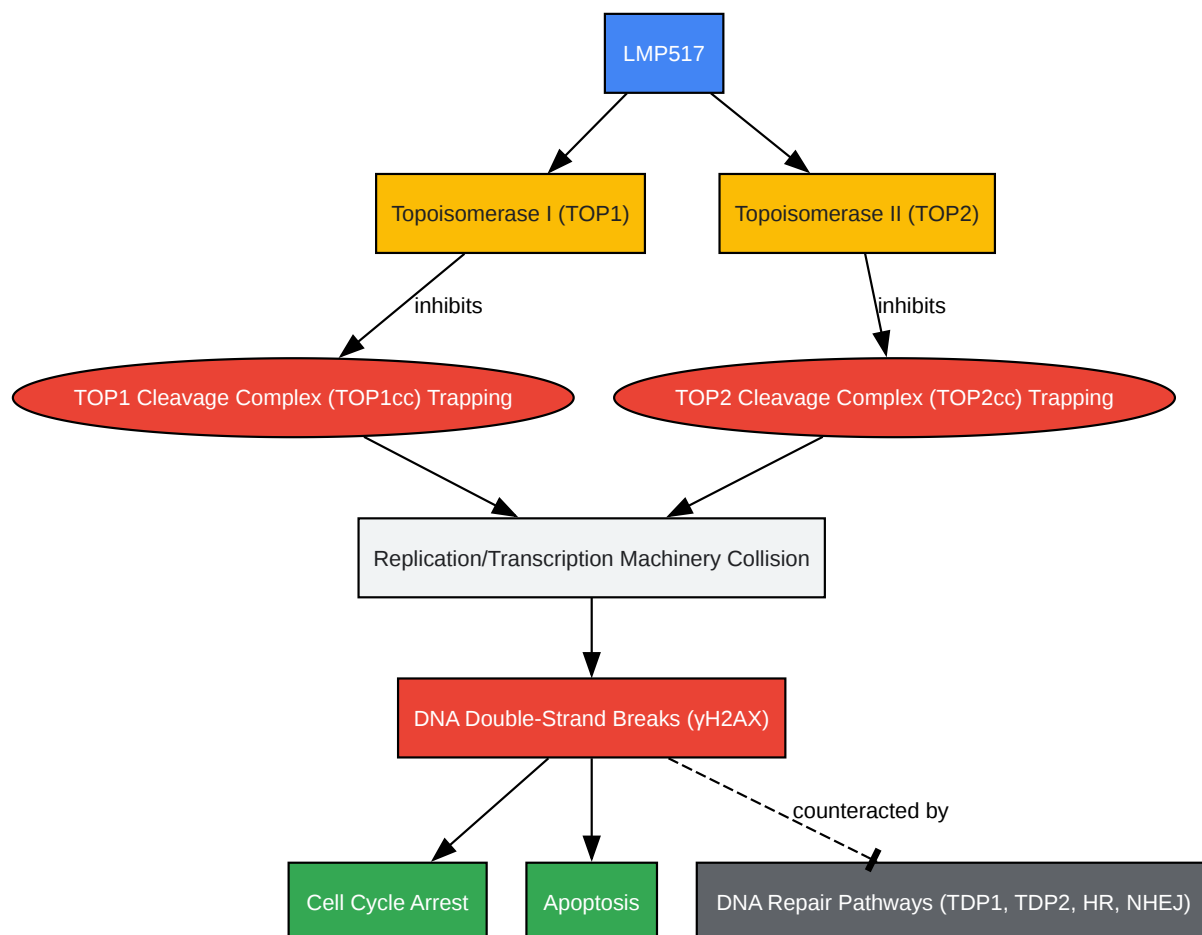 LMP517
Topoisomerase I (TOP1)
Topoisomerase II (TOP2)
inhibits
inhibits
TOP1 Cleavage Complex (TOP1cc) Trapping
TOP2 Cleavage Complex (TOP2cc) Trapping
Replication/Transcription Machinery Collision
DNA Double-Strand Breaks (γH2AX)
counteracted by
Cell Cycle Arrest
Apoptosis
DNA Repair Pathways (TDP1, TDP2, HR, NHEJ)